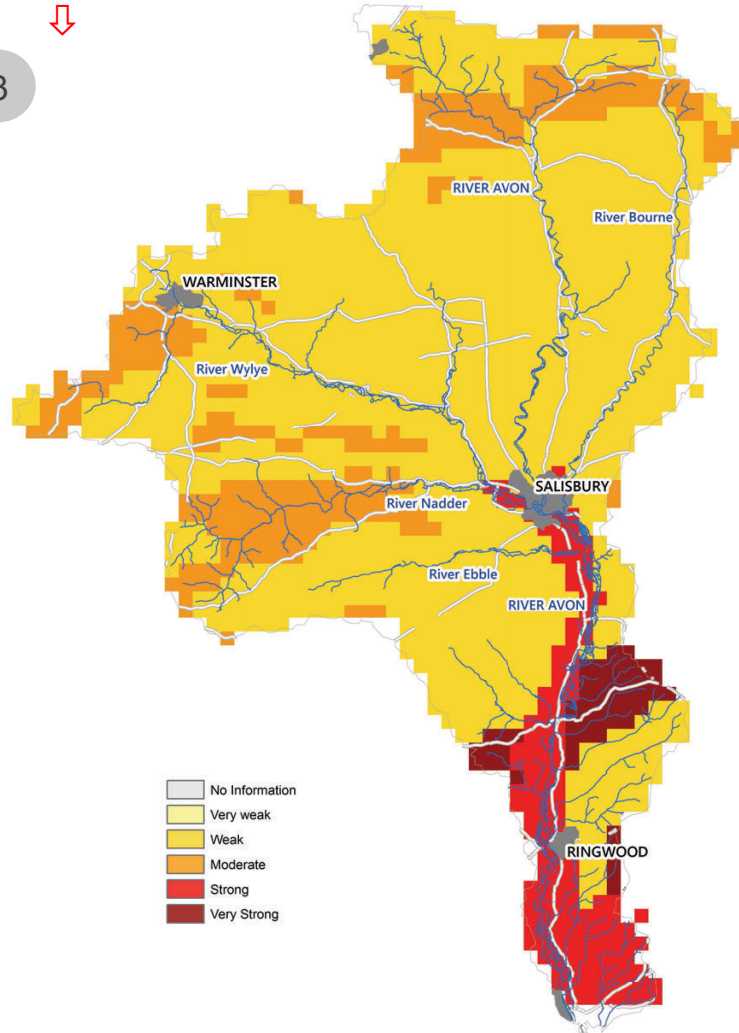 3
RIVER AVON
River Bourne
WARMINSTER
River Wylye
SALISBURY
River Nadder
River Ebble
RIVER AVON
No Information
Very weak
Weak
Moderate
Strong
Very Strong
RINGWOOD